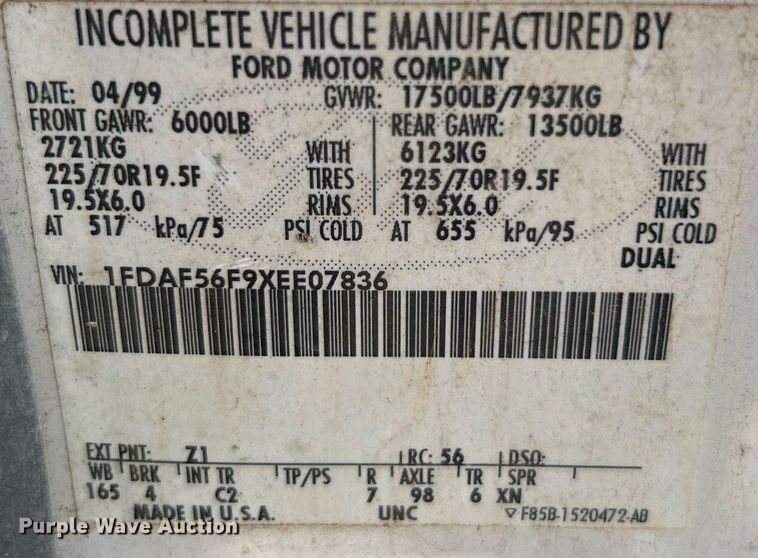 INCOMPLETE VEHICLE MANUFACTURED BY
FORD MOTOR COMPANY
DATE: 04/99 GVWR: 17500LB/7937KG
FRONT GAWR: 6000LB REAR GAWR: 13500LB
2721KG WITH 6123KG WITH
225/70R19.5F TIRES 225/70R19.5F TIRES
19.5X6.0 RIMS 19.5X6.0 RIMS
AT 517 kPa/75 PSI COLD AT 655 kPa/95 PSI COLD
DUAL
VIN: 1FDAF56F9XEE07836
EXT PNT: Z1 RC: 56 DSO:
WB BRK INT TR TP/PS R AXLE TR SPR
165 4 C2 7 98 6 XN
MADE IN U.S.A. UNC F85B-1520472-AB
Purple Wave Auction